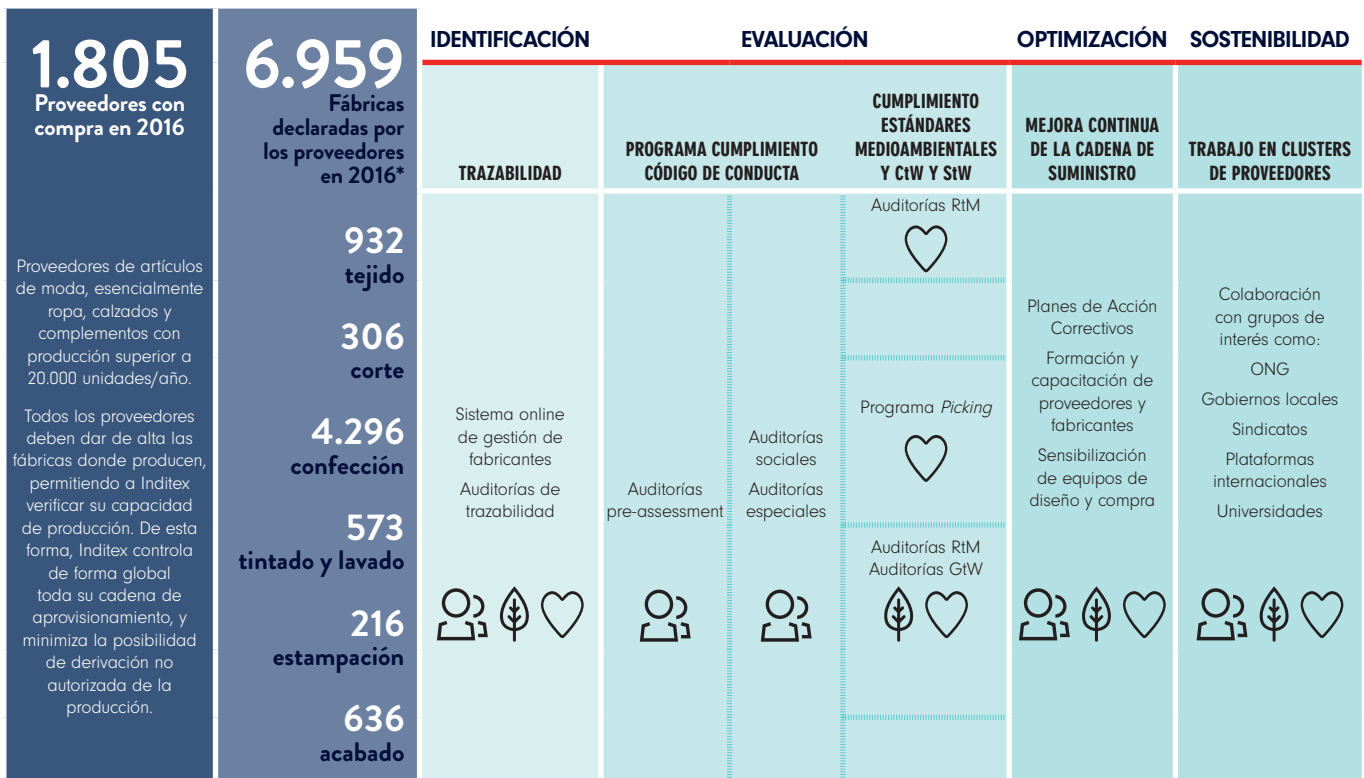 1.805
Proveedores con
compra en 2016
Proveedores de artículos
de moda, esencialmente
ropa, calzados y
complementos con
producción superior a
20.000 unidades/año.
Todos los proveedores
deben dar de alta las
fábricas donde producen,
permitiendo a Inditex
verificar su capacidad
de producción. De esta
forma, Inditex controla
de forma global
toda su cadena de
aprovisionamiento, y
minimiza la posibilidad
de derivación no
autorizada de la
producción.
6.959
Fábricas
declaradas por
los proveedores
en 2016*
932
tejido
306
corte
4.296
confección
573
tintado y lavado
216
estampación
636
acabado
IDENTIFICACIÓN
TRAZABILIDAD
Sistema online
de gestión de
fabricantes
Auditorías de
trazabilidad
EVALUACIÓN
PROGRAMA CUMPLIMIENTO
CÓDIGO DE CONDUCTA
Auditorías
pre-assessment
Auditorías
sociales
Auditorías
especiales
CUMPLIMIENTO
ESTÁNDARES
MEDIOAMBIENTALES
Y CtW Y StW
Auditorías RtM
Programa Picking
Auditorías RtM
Auditorías GtW
OPTIMIZACIÓN
MEJORA CONTINUA
DE LA CADENA DE
SUMINISTRO
Planes de Acción
Correctivos
Formación y
capacitación de
proveedores y
fabricantes
Sensibilización
de equipos de
diseño y compra
SOSTENIBILIDAD
TRABAJO EN CLUSTERS
DE PROVEEDORES
Colaboración
con grupos de
interés como:
ONG
Gobiernos locales
Sindicatos
Plataformas
internacionales
Universidades